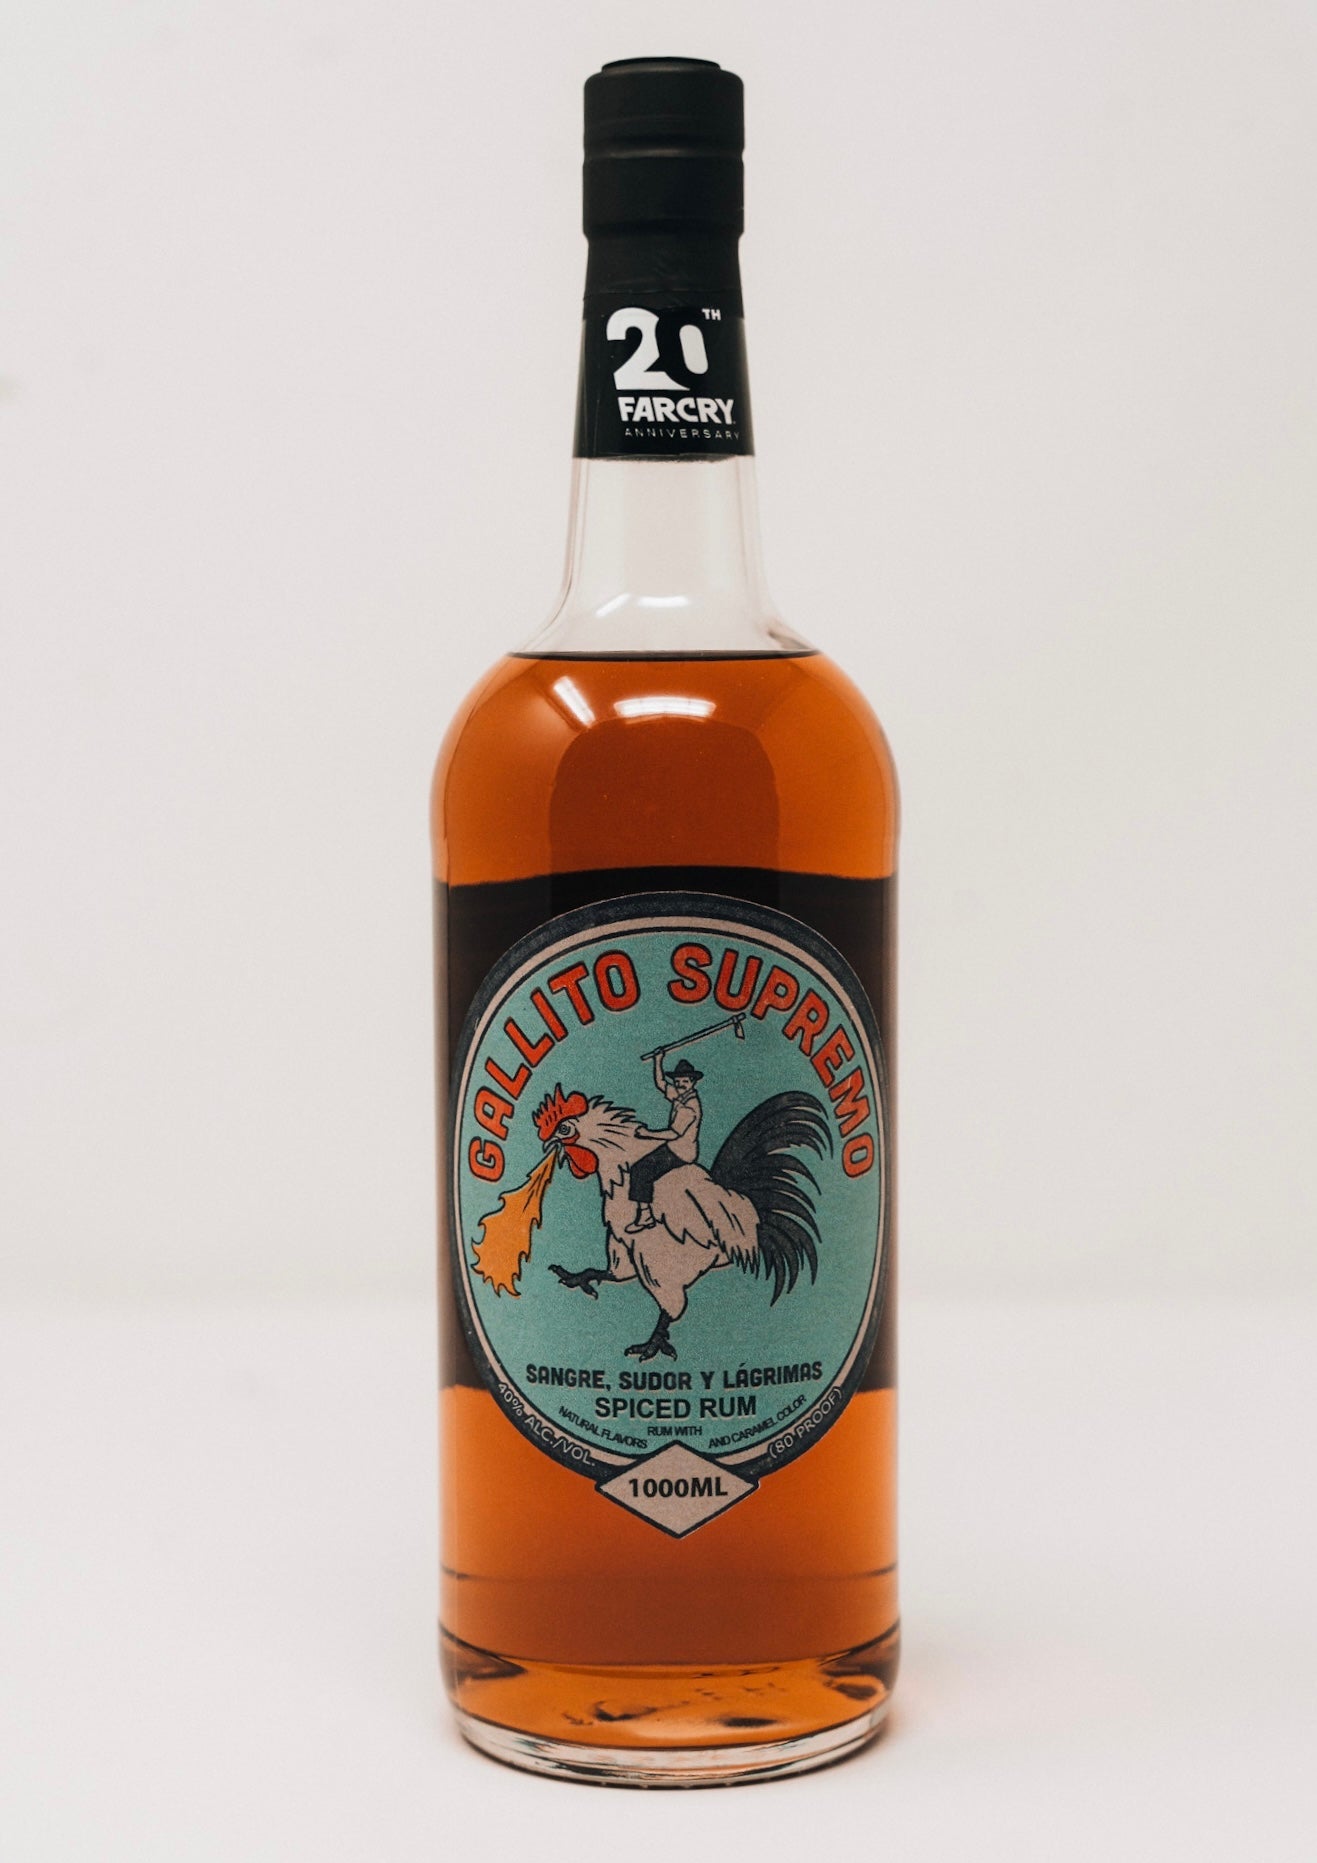 20TH
FARCRY
ANNIVERSARY
GALLITO SUPREMO
SANGRE, SUDOR Y LÁGRIMAS
SPICED RUM
NATURAL FLAVORS RUM WITH AND CARAMEL COLOR
40% ALC./VOL. (80 PROOF)
1000ML